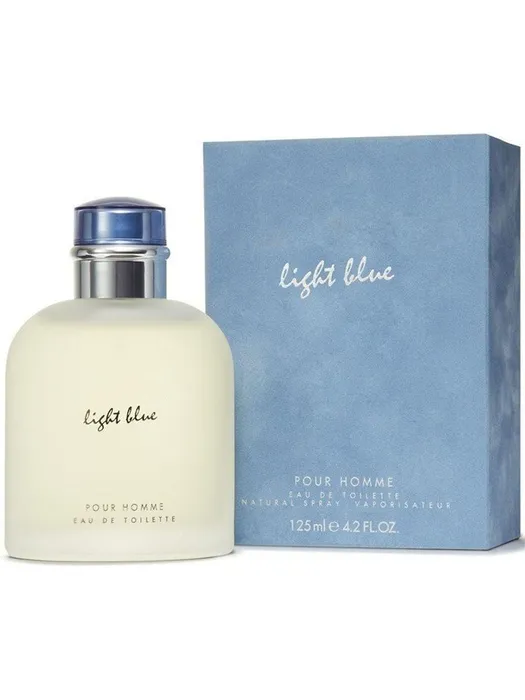 light blue
POUR HOMME
EAU DE TOILETTE
light blue
POUR HOMME
EAU DE TOILETTE
NATURAL SPRAY VAPORISATEUR
125ml e 4.2 FL.OZ.